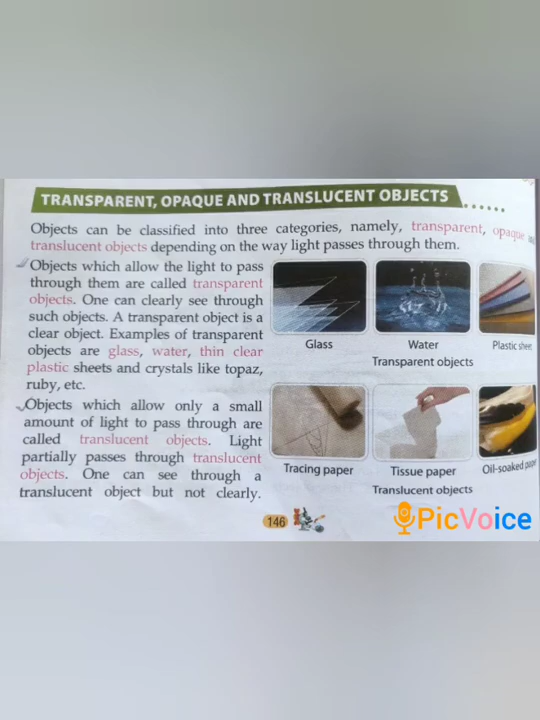 TRANSPARENT, OPAQUE AND TRANSLUCENT OBJECTS
Objects can be classified into three categories, namely, transparent, opaque
translucent objects depending on the way light passes through them.
Objects which allow the light to pass
through them are called transparent
objects. One can clearly see through
such objects. A transparent object is a
clear object. Examples of transparent
objects are glass, water, thin clear
plastic sheets and crystals like topaz,
ruby, etc.
Glass
Water
Plastic sheet
Transparent objects
Objects which allow only a small
amount of light to pass through are
called translucent objects. Light
partially passes through translucent
objects. One can see through a
translucent object but not clearly.
Tracing paper
Tissue paper
Oil-soaked paper
Translucent objects
146
PicVoice